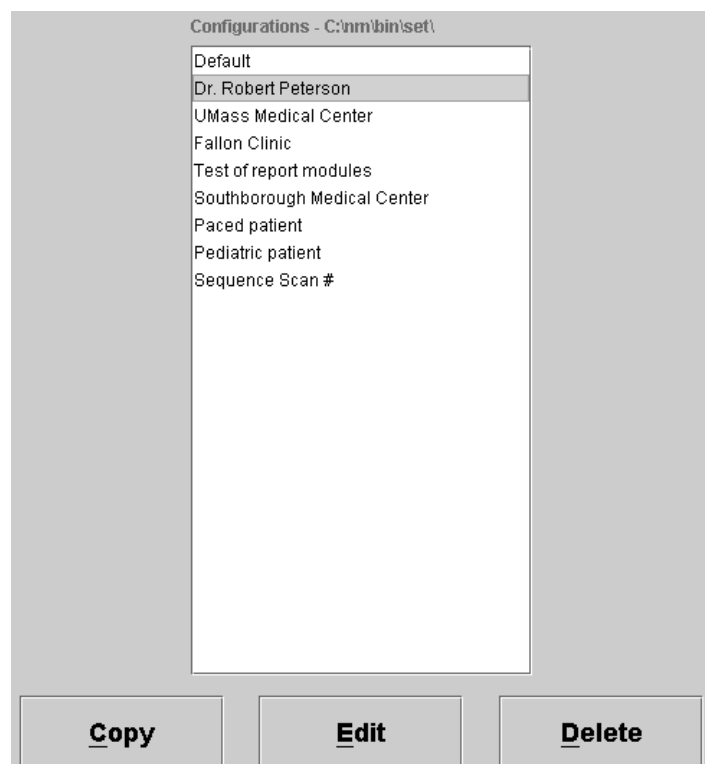 Configurations - C:\nm\bin\set\
Default
Dr. Robert Peterson
UMass Medical Center
Fallon Clinic
Test of report modules
Southborough Medical Center
Paced patient
Pediatric patient
Sequence Scan #
Copy Edit Delete